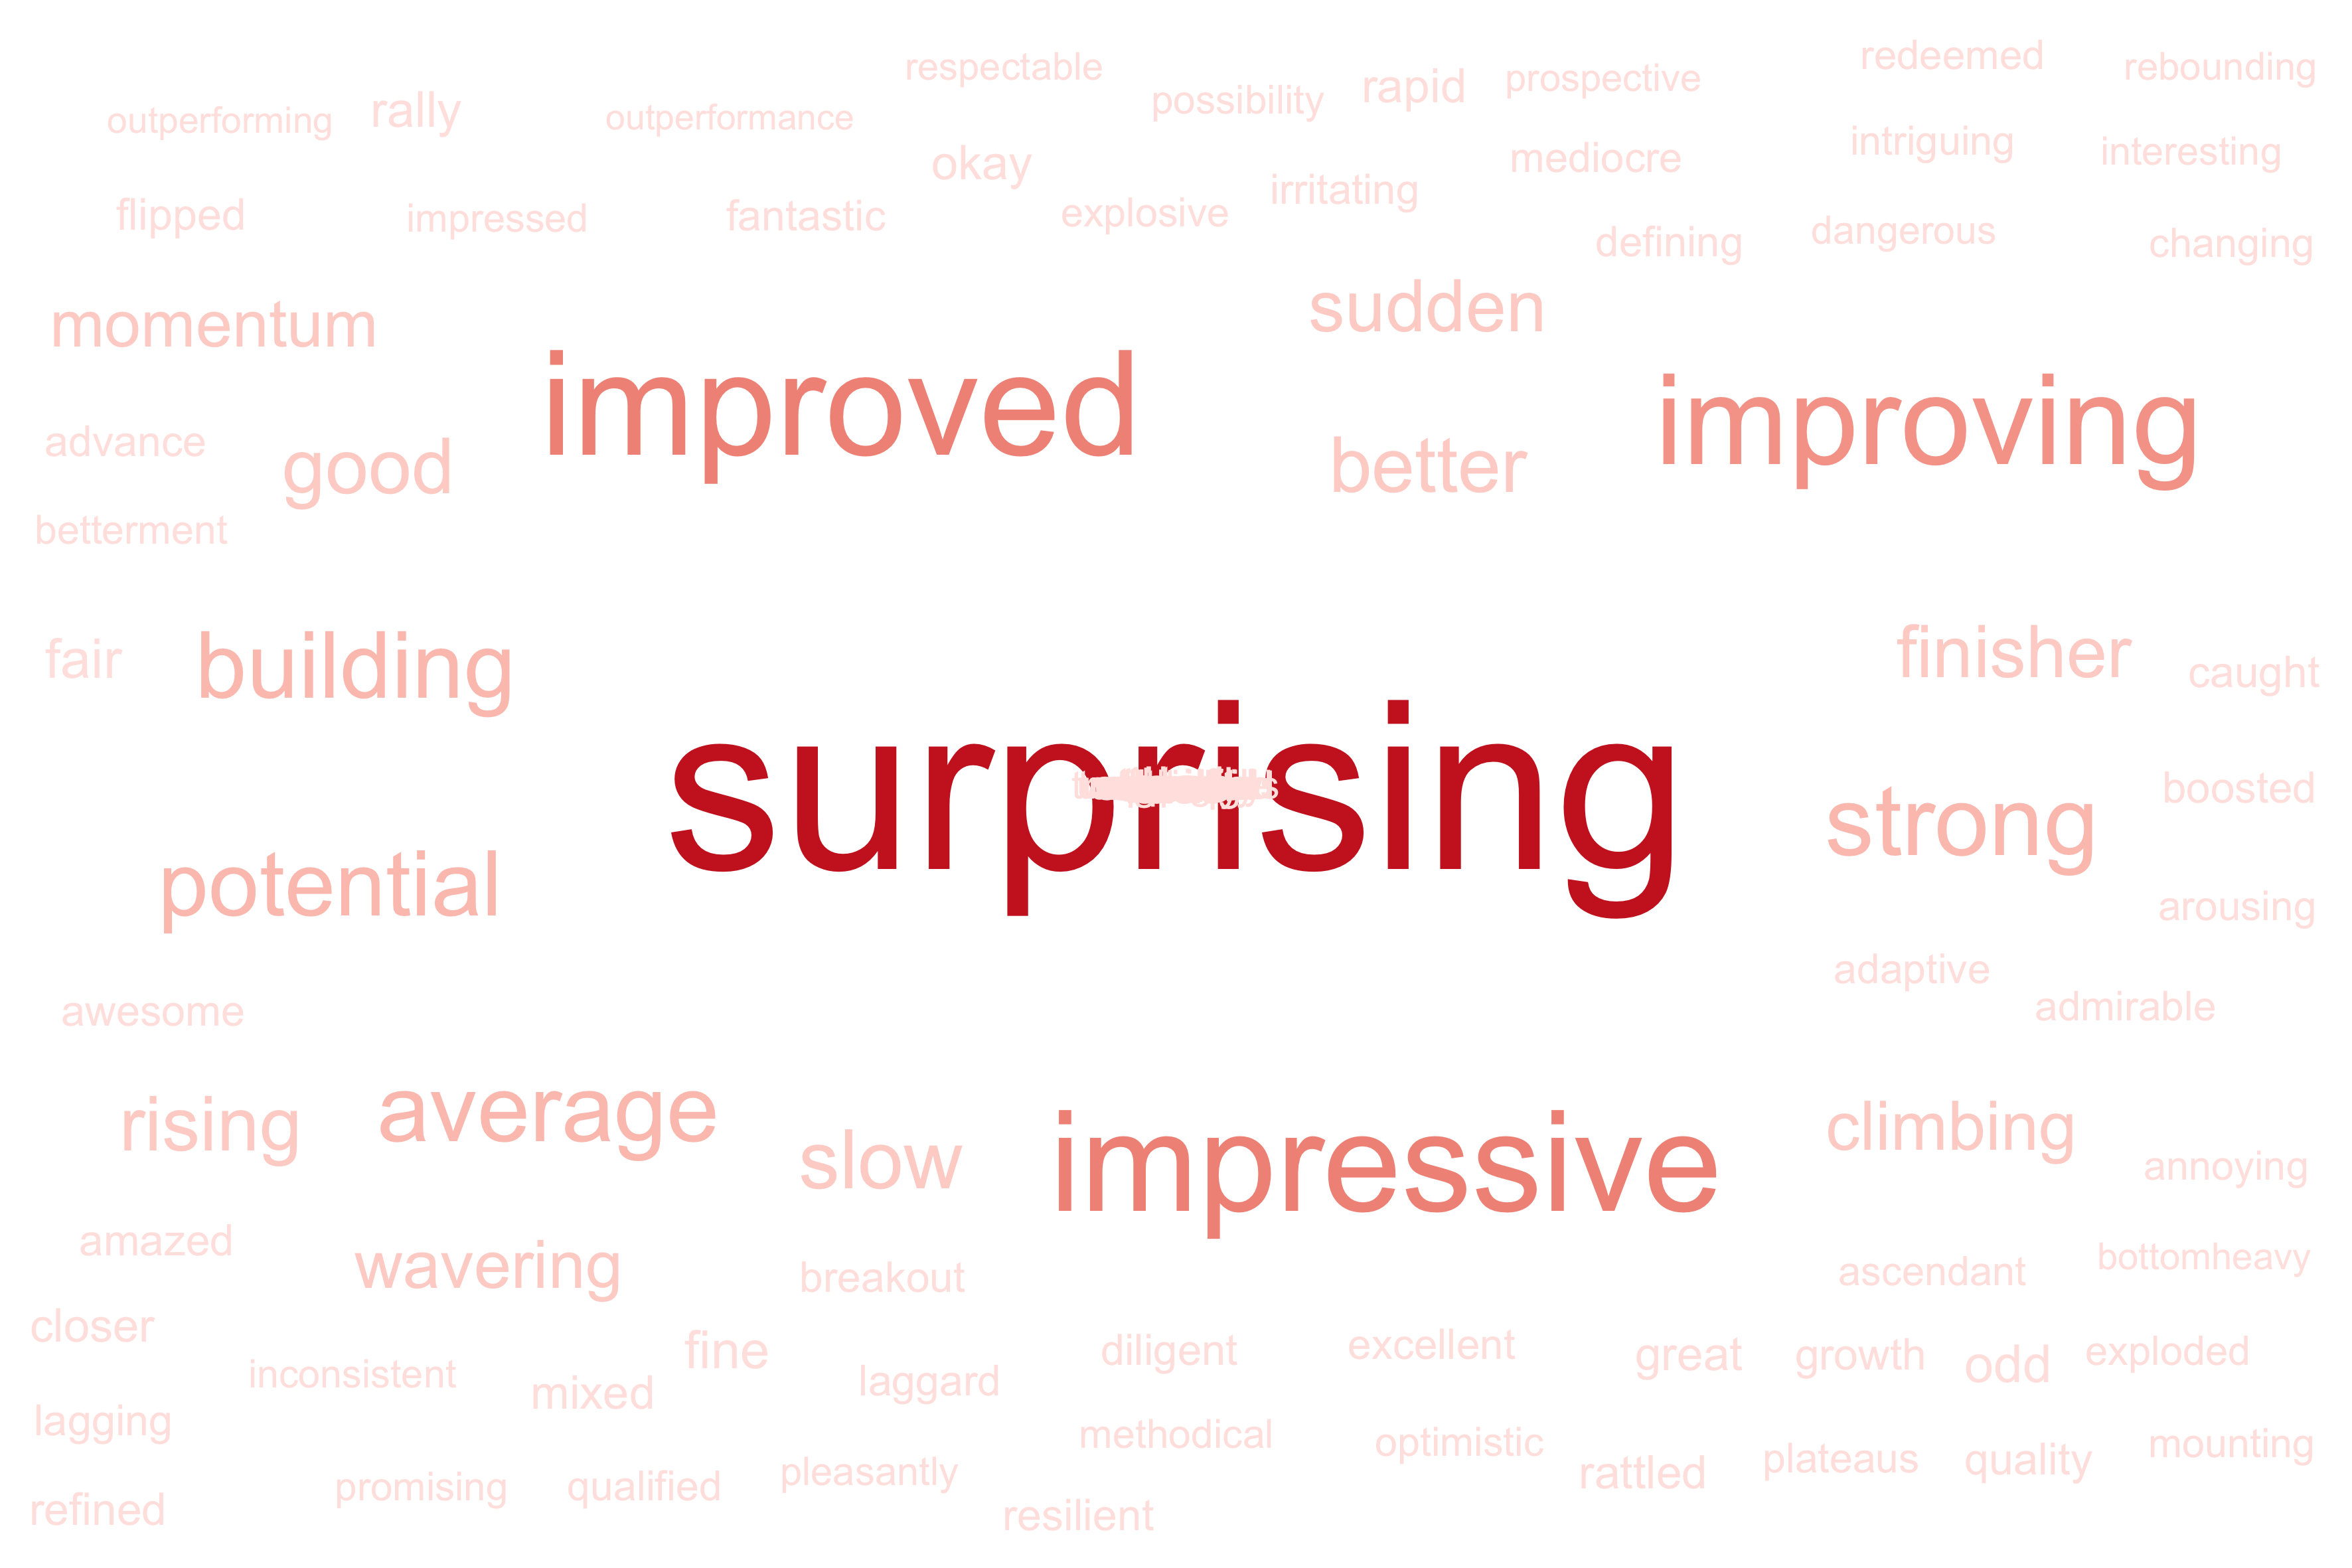 respectable
redeemed
rebounding
outperforming
rally
outperformance
possibility
rapid
prospective
okay
mediocre
intriguing
interesting
flipped
impressed
fantastic
explosive
irritating
defining
dangerous
changing
momentum
improved
sudden
improving
advance
good
better
betterment
fair
building
finisher
caught
surprising
strong
boosted
potential
arousing
awesome
adaptive
admirable
rising
average
slow
impressive
climbing
annoying
amazed
wavering
breakout
ascendant
bottomheavy
closer
inconsistent
mixed
fine
laggard
diligent
excellent
great
growth
odd
exploded
lagging
promising
qualified
pleasantly
methodical
optimistic
rattled
plateaus
quality
mounting
refined
resilient